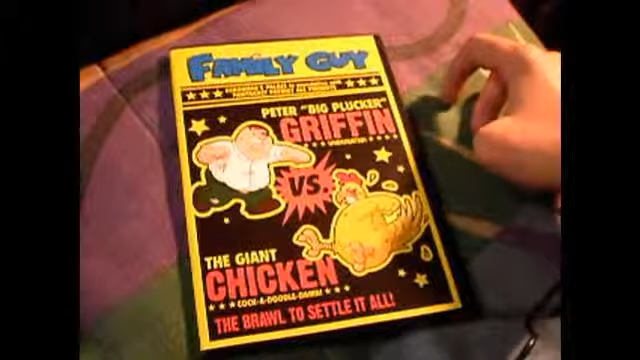 FAMILY GUY
PETER "BIG PLUCKER"
GRIFFIN
VS.
THE GIANT
CHICKEN
COCK-A-DOODLE-DAMN!
THE BRAWL TO SETTLE IT ALL!